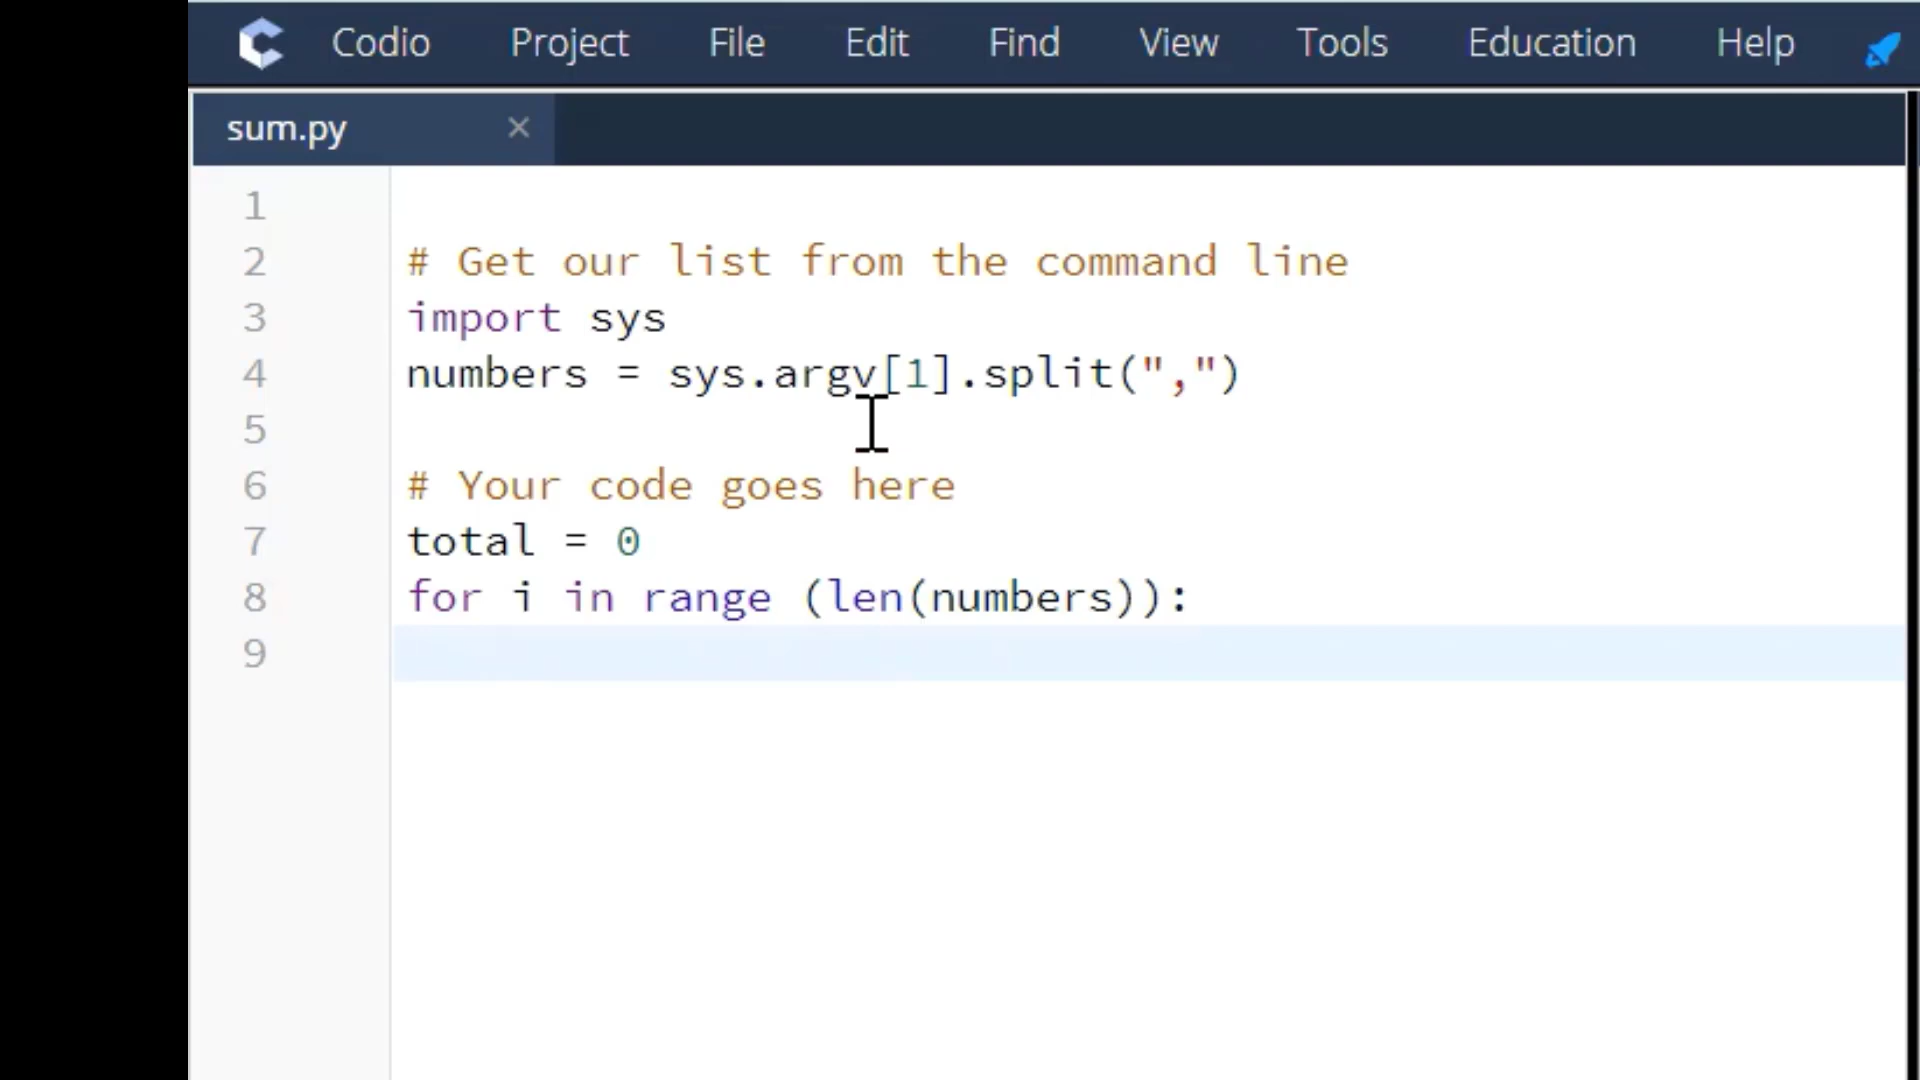 Codio Project File Edit Find View Tools Education Help
sum.py ×
1
2 # Get our list from the command line
3 import sys
4 numbers = sys.argv[1].split(",")
5
6 # Your code goes here
7 total = 0
8 for i in range (len(numbers)):
9